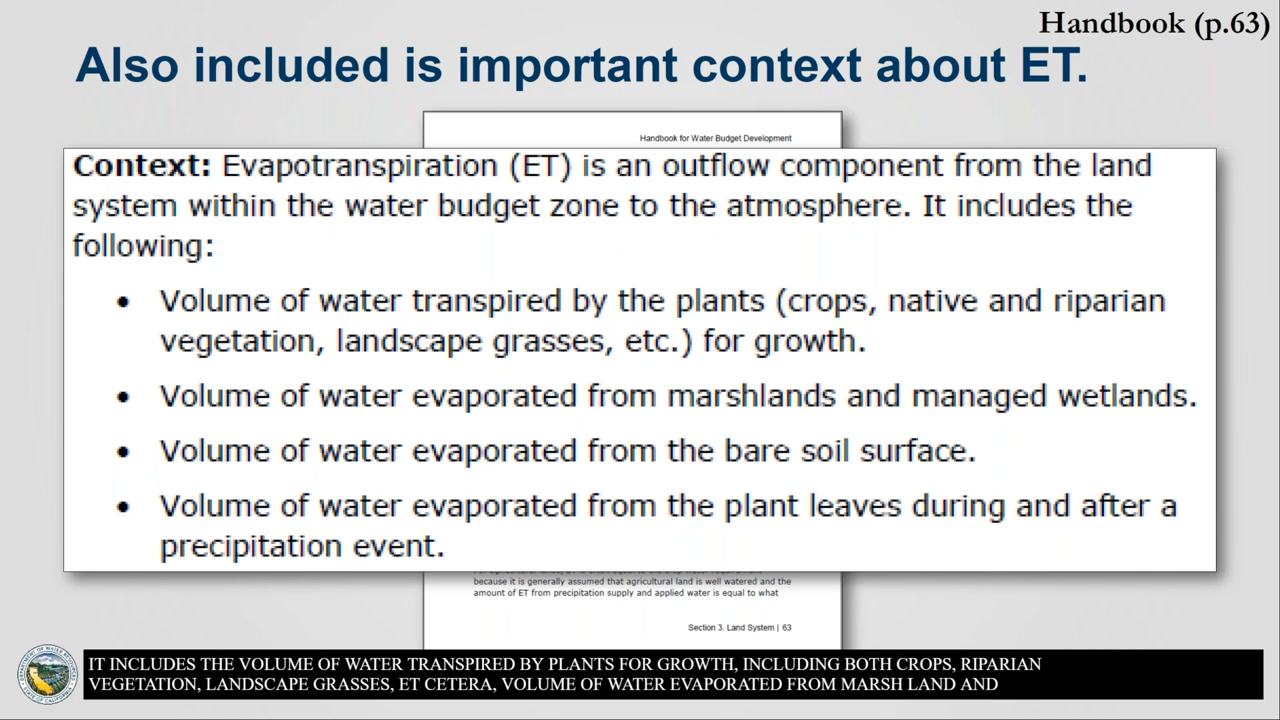 Handbook (p.63)
Also included is important context about ET.
Handbook for Water Budget Development
Context: Evapotranspiration (ET) is an outflow component from the land
system within the water budget zone to the atmosphere. It includes the
following:
• Volume of water transpired by the plants (crops, native and riparian
vegetation, landscape grasses, etc.) for growth.
• Volume of water evaporated from marshlands and managed wetlands.
• Volume of water evaporated from the bare soil surface.
• Volume of water evaporated from the plant leaves during and after a
precipitation event.
because it is generally assumed that agricultural land is well watered and the
amount of ET from precipitation supply and applied water is equal to what
Section 3. Land System | 63
IT INCLUDES THE VOLUME OF WATER TRANSPIRED BY PLANTS FOR GROWTH, INCLUDING BOTH CROPS, RIPARIAN
VEGETATION, LANDSCAPE GRASSES, ET CETERA, VOLUME OF WATER EVAPORATED FROM MARSH LAND AND